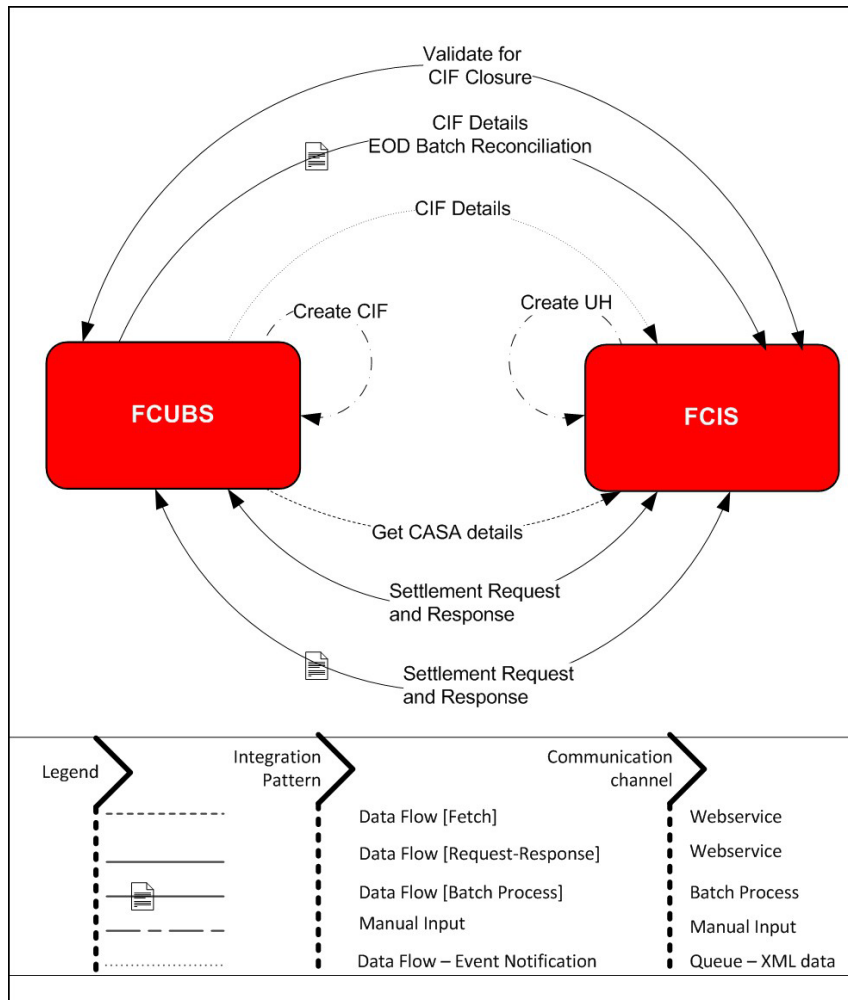 Validate for
CIF Closure
CIF Details
EOD Batch Reconciliation
CIF Details
Create CIF
Create UH
FCUBS
FCIS
Get CASA details
Settlement Request
and Response
Settlement Request
and Response
Legend
Integration
Pattern
Communication
channel
Data Flow [Fetch]
Webservice
Data Flow [Request-Response]
Webservice
Data Flow [Batch Process]
Batch Process
Manual Input
Manual Input
Data Flow – Event Notification
Queue – XML data